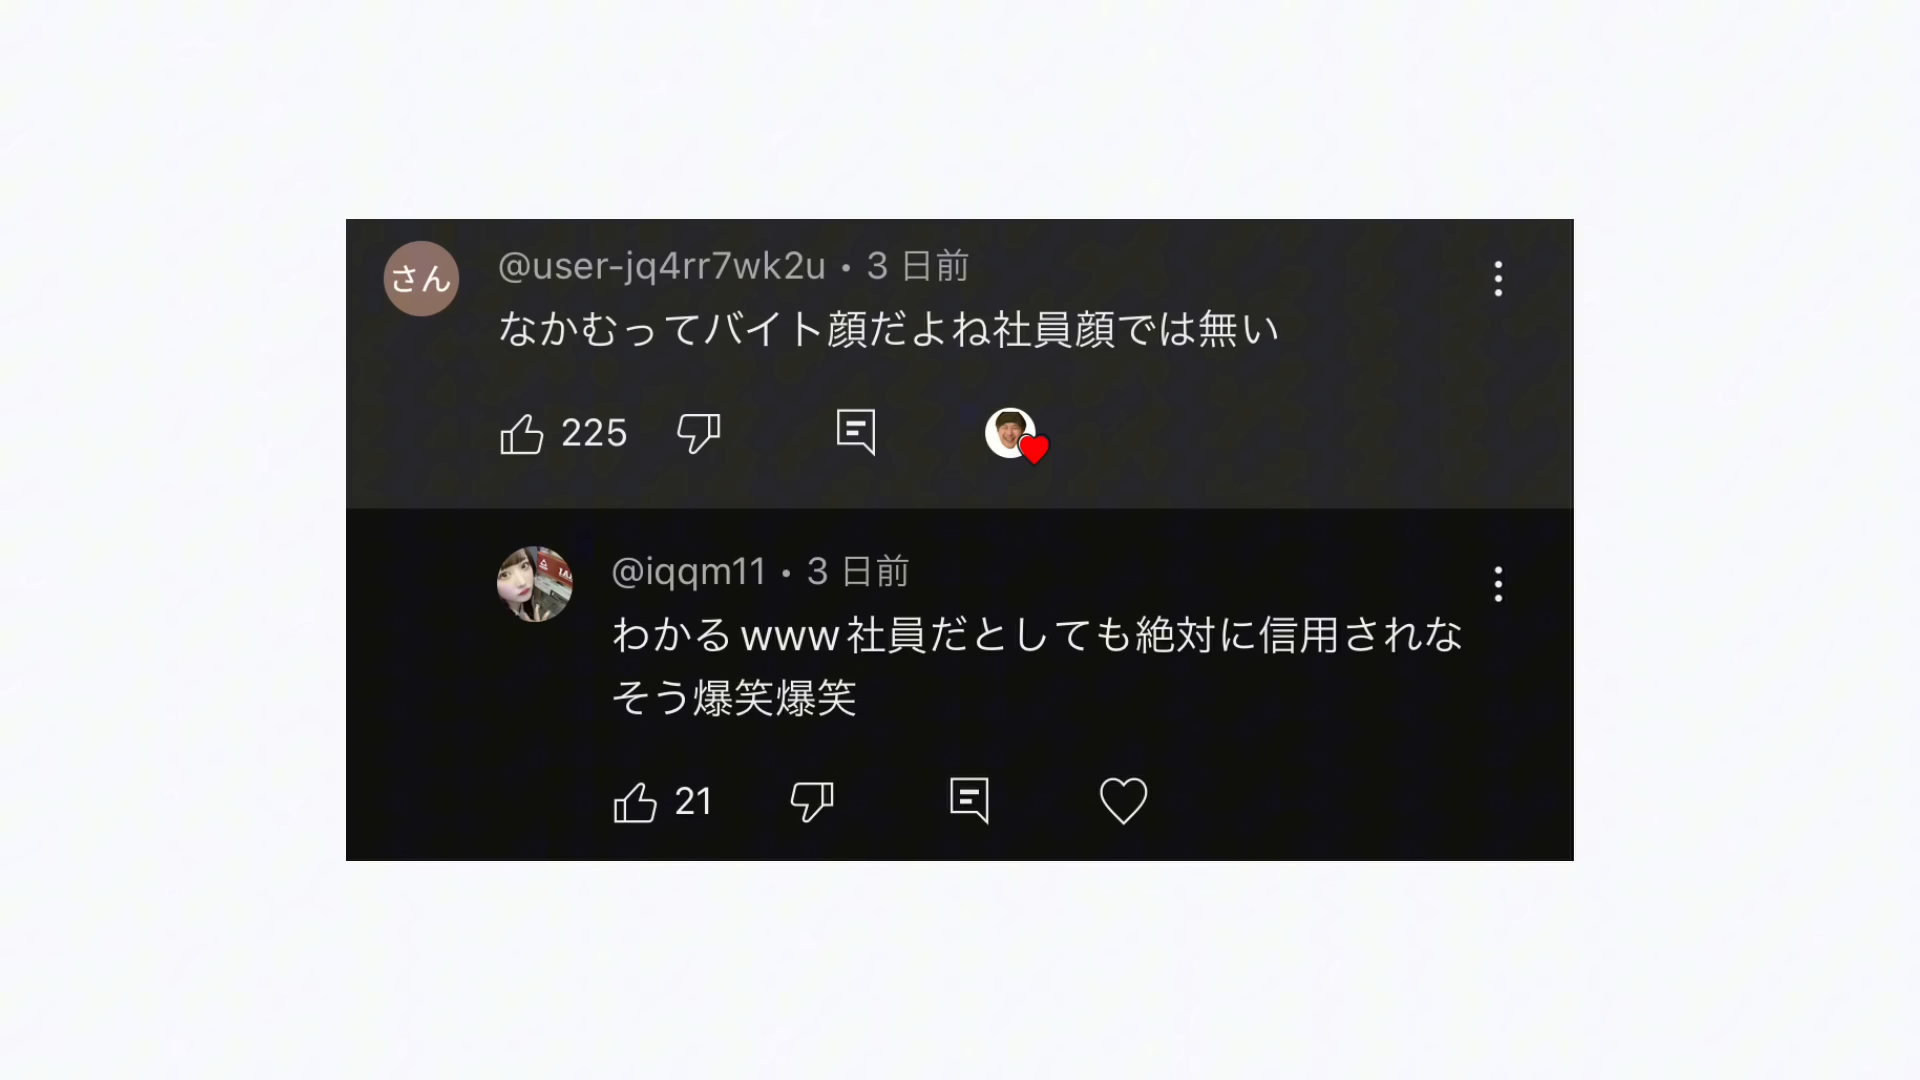 さん
@user-jq4rr7wk2u・3 日前
なかむってバイト顔だよね社員顔では無い
225
@iqqm11・3 日前
わかるwww社員だとしても絶対に信用されな
そう爆笑爆笑
21